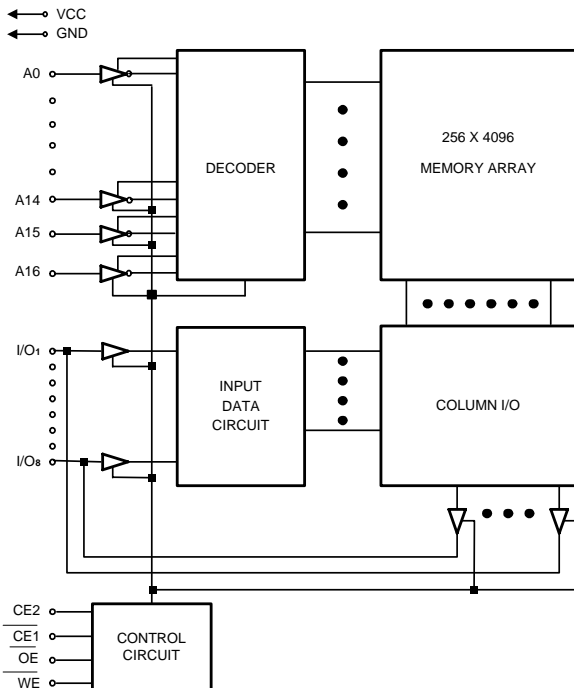 VCC
GND
A0
A14
A15
A16
DECODER
256 X 4096
MEMORY ARRAY
I/O1
I/O8
INPUT
DATA
CIRCUIT
COLUMN I/O
CE2
CE1
OE
WE
CONTROL
CIRCUIT